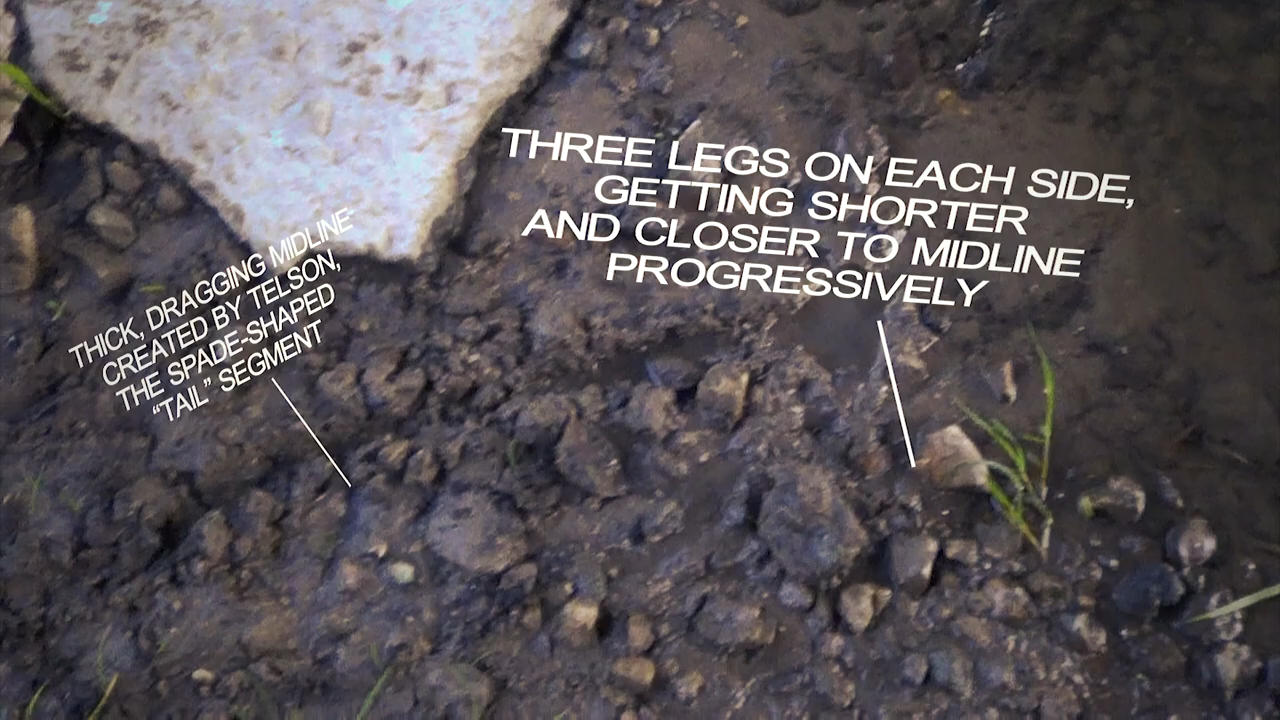 THREE LEGS ON EACH SIDE,
GETTING SHORTER
AND CLOSER TO MIDLINE
PROGRESSIVELY
THICK, DRAGGING MIDLINE-
CREATED BY TELSON,
THE SPADE-SHAPED
“TAIL” SEGMENT